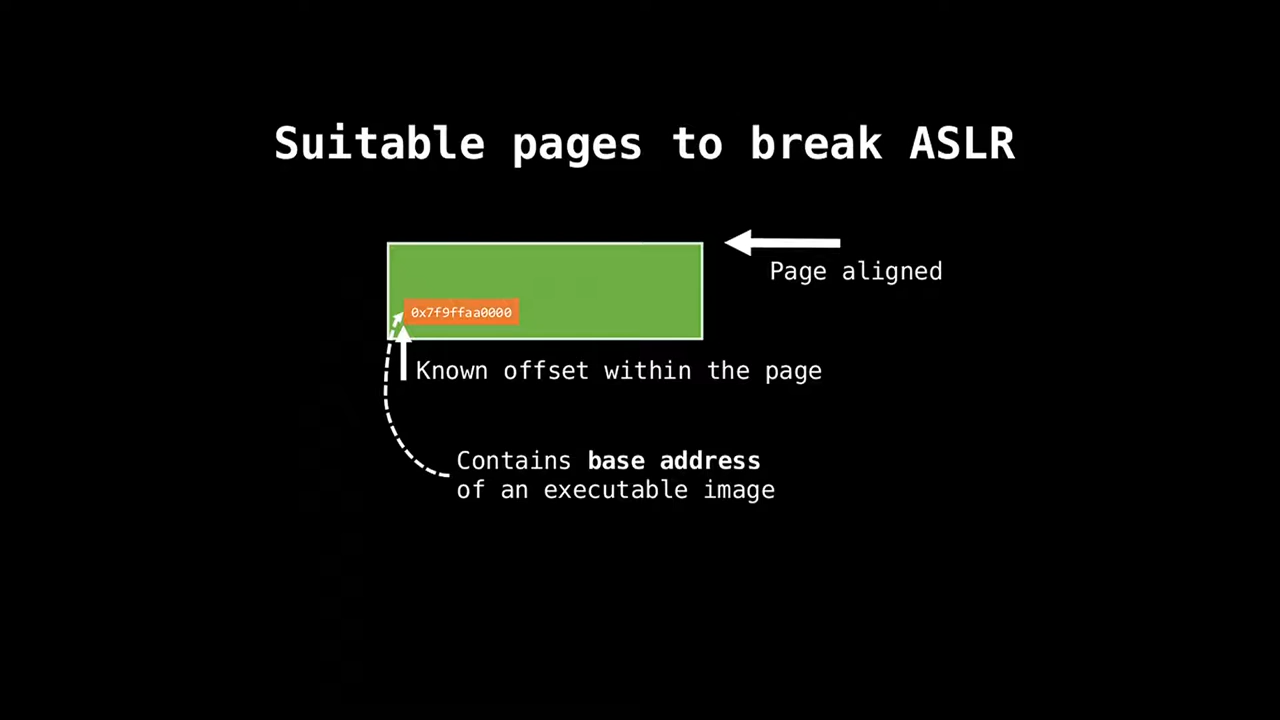 Suitable pages to break ASLR
Page aligned
0x7f9ffaa0000
Known offset within the page
Contains base address
of an executable image